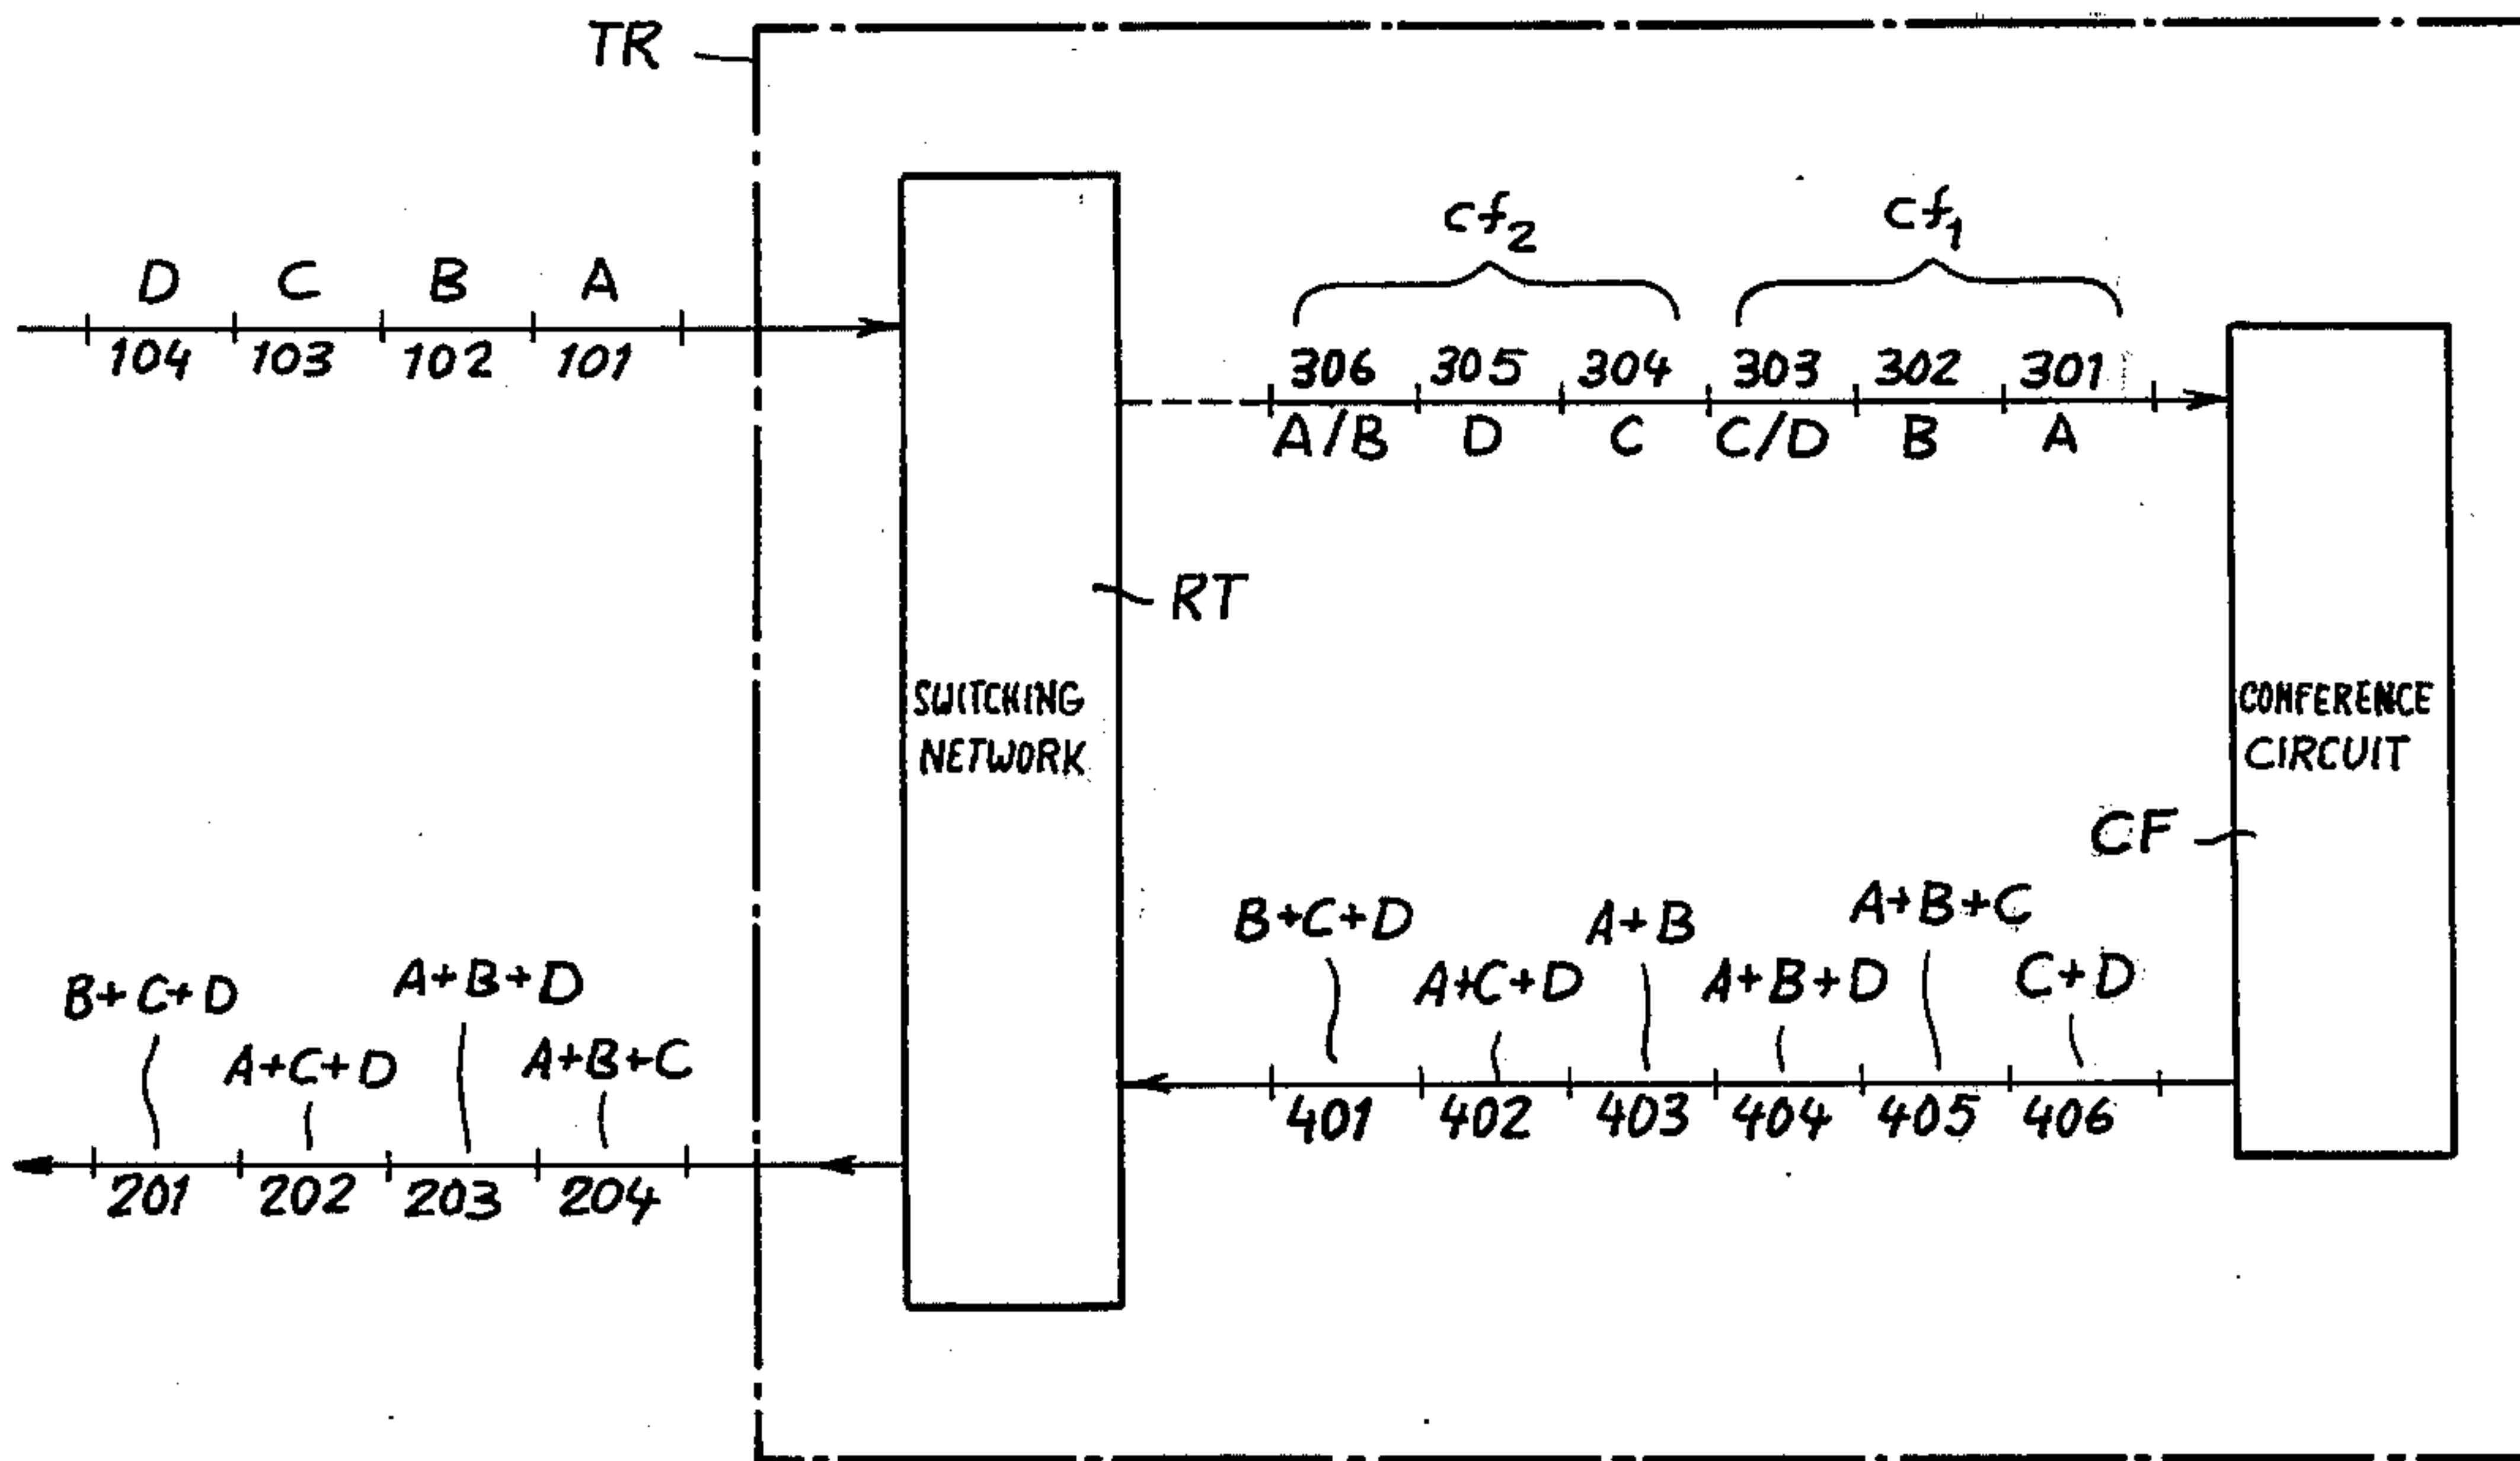 TR
cf2 cf1
D C B A
104 103 102 101
306 305 304 303 302 301
A/B D C C/D B A
RT
SWITCHING
NETWORK
CONFERENCE
CIRCUIT
CF
B+C+D A+B A+B+C
A+C+D A+B+D C+D
401 402 403 404 405 406
B+C+D A+B+D
A+C+D A+B+C
201 202 203 204